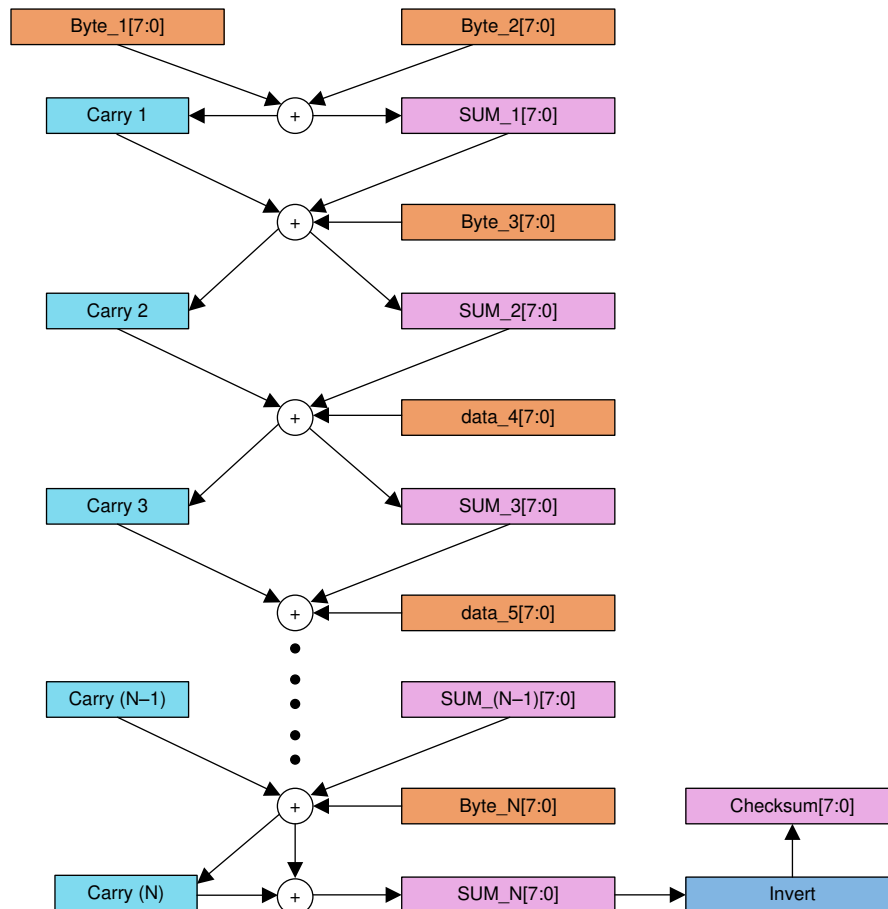 Byte_1[7:0]
Byte_2[7:0]
Carry 1
+
SUM_1[7:0]
+
Byte_3[7:0]
Carry 2
SUM_2[7:0]
+
data_4[7:0]
Carry 3
SUM_3[7:0]
+
data_5[7:0]
Carry (N–1)
SUM_(N–1)[7:0]
+
Byte_N[7:0]
Checksum[7:0]
Carry (N)
+
SUM_N[7:0]
Invert